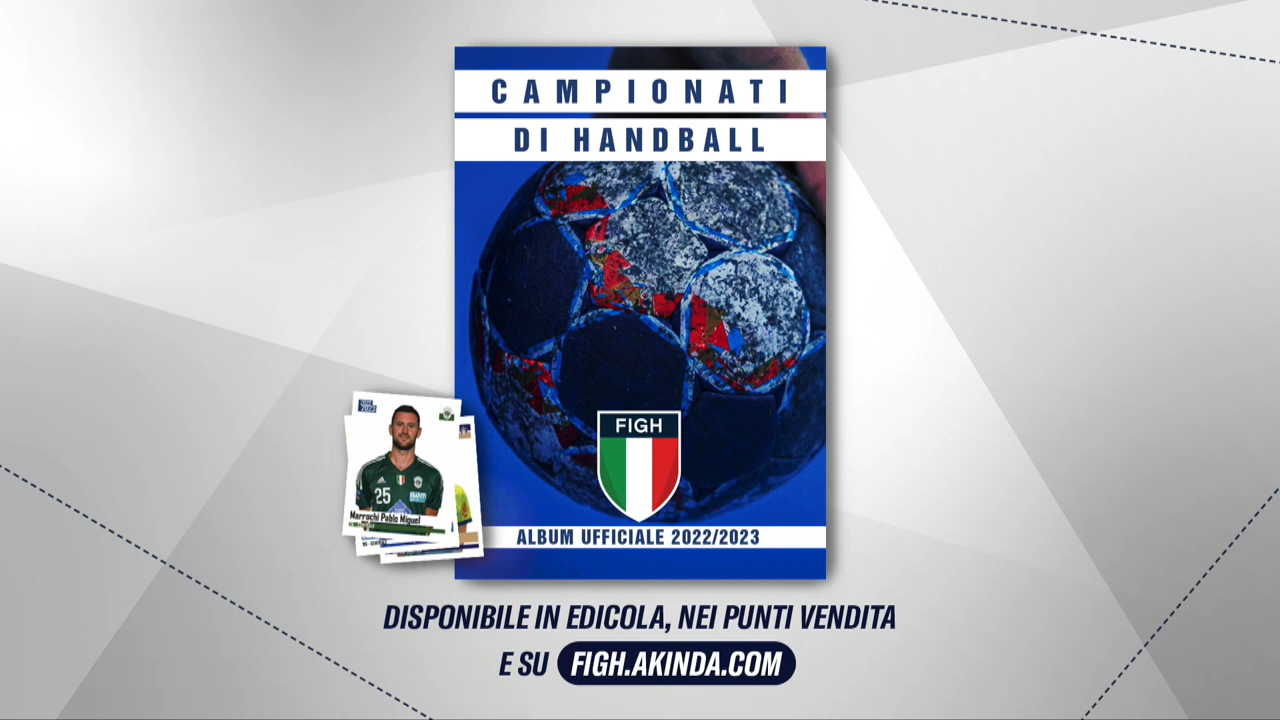 CAMPIONATI
DI HANDBALL
FIGH
25
Marrochi Pablo Miguel
ALBUM UFFICIALE 2022/2023
DISPONIBILE IN EDICOLA, NEI PUNTI VENDITA
E SU FIGH.AKINDA.COM